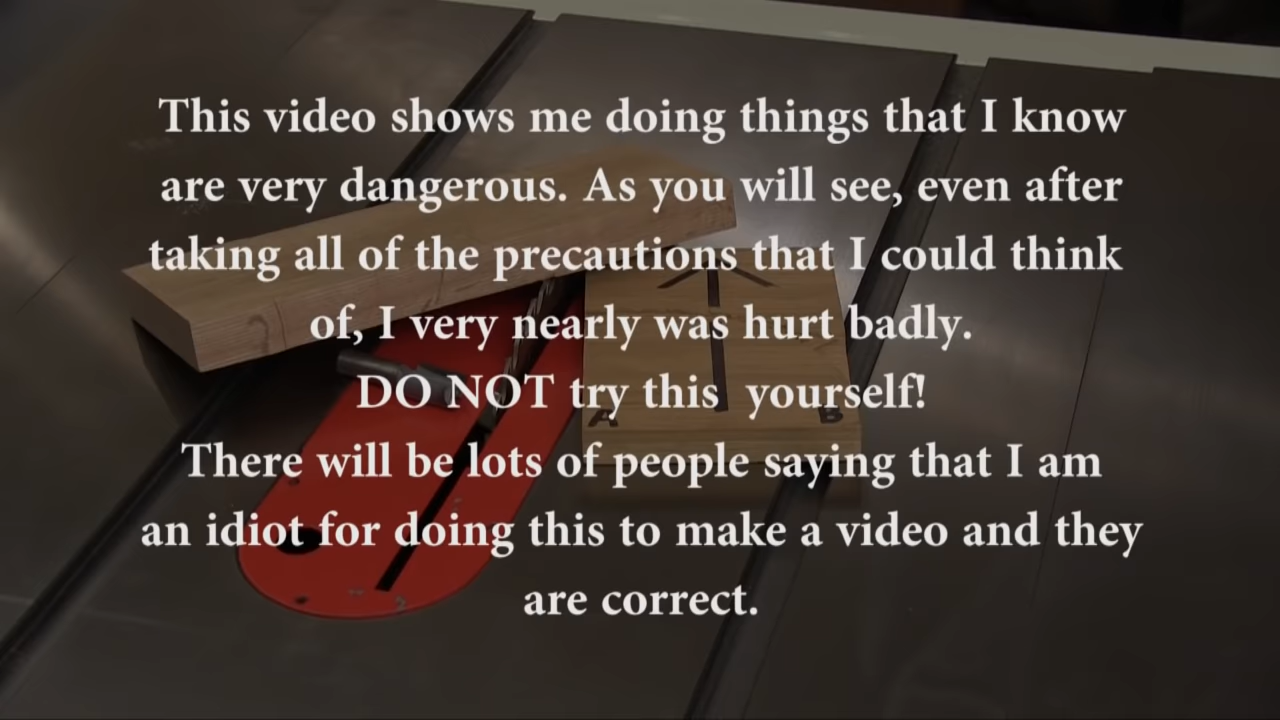 This video shows me doing things that I know
are very dangerous. As you will see, even after
taking all of the precautions that I could think
of, I very nearly was hurt badly.
DO NOT try this  yourself!
A B
There will be lots of people saying that I am
an idiot for doing this to make a video and they
are correct.